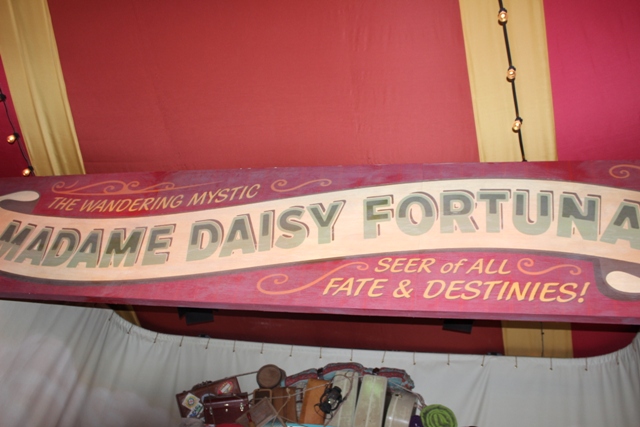 THE WANDERING MYSTIC
MADAME DAISY FORTUNA
SEER of ALL
FATE & DESTINIES!